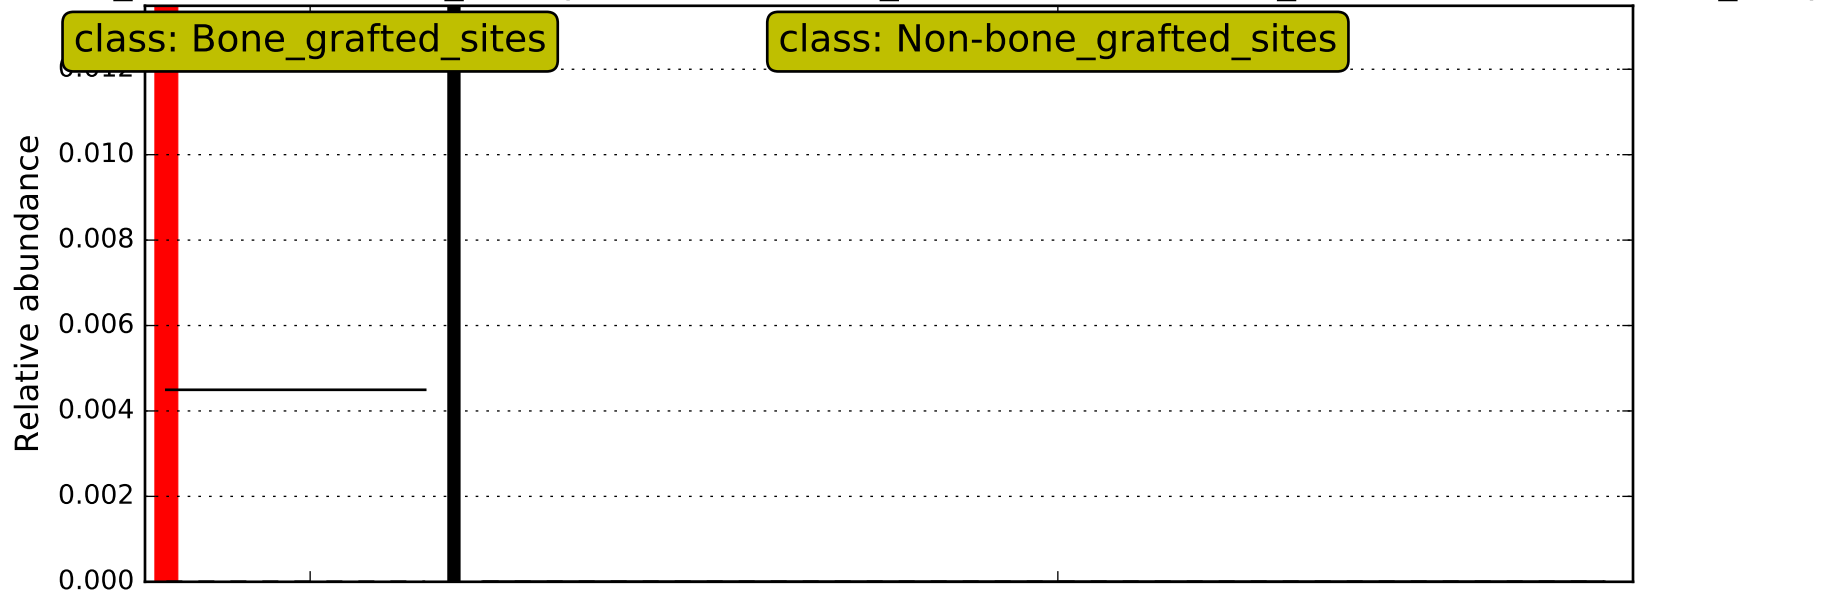 class: Bone_grafted_sites
class: Non-bone_grafted_sites
0.010
0.008
0.006
0.004
0.002
0.000
Relative abundance